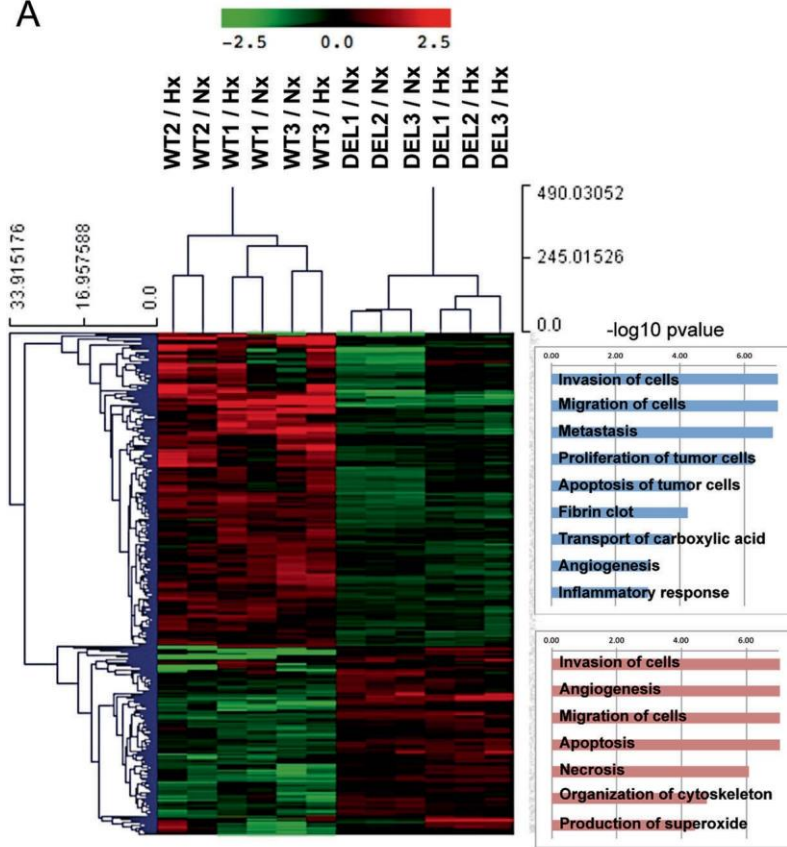 A
-2.5 0.0 2.5
WT2 / Hx
WT2 / Nx
WT1 / Hx
WT1 / Nx
WT3 / Nx
WT3 / Hx
DEL1 / Nx
DEL2 / Nx
DEL3 / Nx
DEL1 / Hx
DEL2 / Hx
DEL3 / Hx
490.03052
245.01526
0.0
33.915176
16.957588
0.0
-log10 pvalue
0.00 2.00 4.00 6.00
Invasion of cells
Migration of cells
Metastasis
Proliferation of tumor cells
Apoptosis of tumor cells
Fibrin clot
Transport of carboxylic acid
Angiogenesis
Inflammatory response
0.00 2.00 4.00 6.00
Invasion of cells
Angiogenesis
Migration of cells
Apoptosis
Necrosis
Organization of cytoskeleton
Production of superoxide